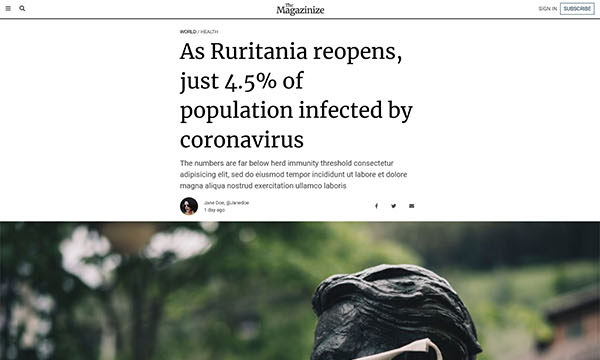 The
Magazinize
SIGN IN SUBSCRIBE
WORLD / HEALTH
As Ruritania reopens,
just 4.5% of
population infected by
coronavirus
The numbers are far below herd immunity threshold consectetur
adipisicing elit, sed do eiusmod tempor incididunt ut labore et dolore
magna aliqua nostrud exercitation ullamco laboris
Jane Doe, @Janedoe
1 day ago